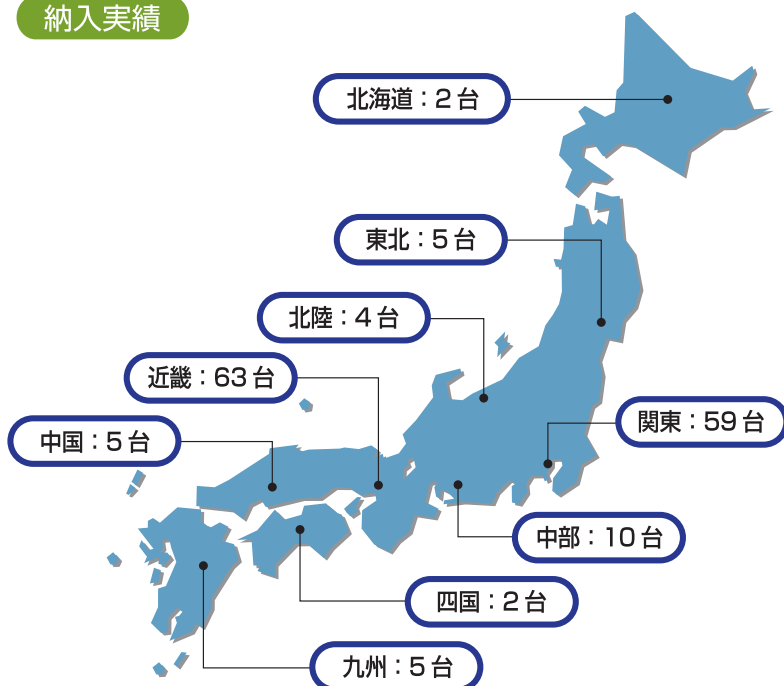 納入実績
北海道：2台
東北：5台
北陸：4台
近畿：63台
関東：59台
中国：5台
中部：10台
四国：2台
九州：5台